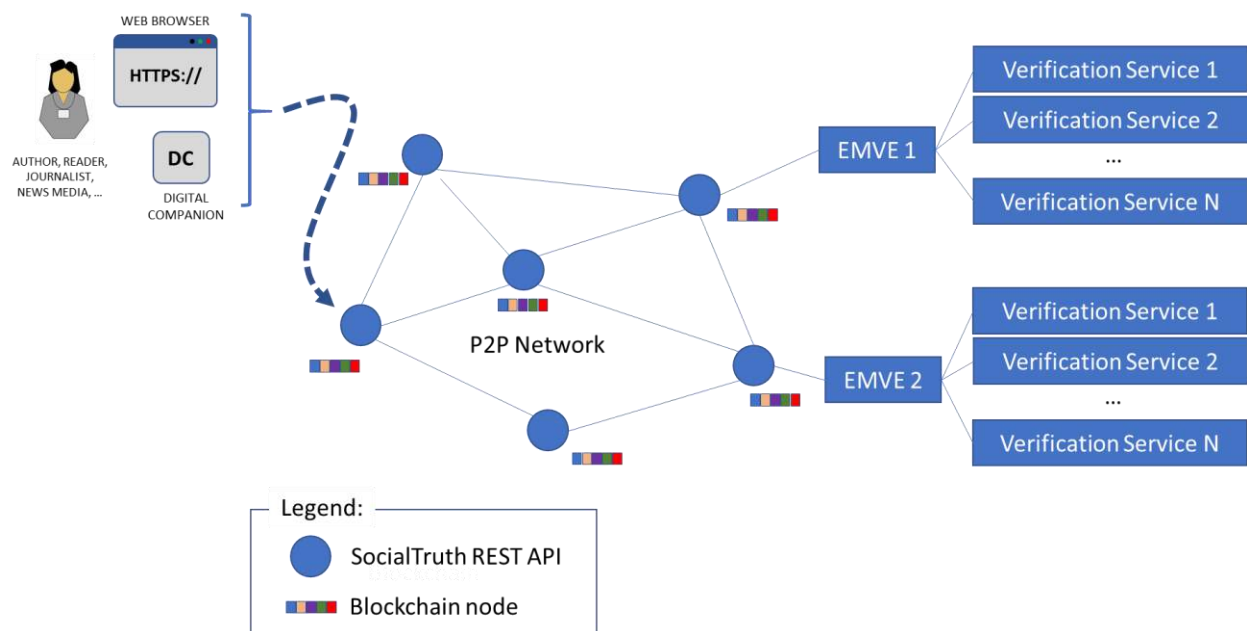 WEB BROWSER
HTTPS://
DC
DIGITAL
COMPANION
AUTHOR, READER,
JOURNALIST,
NEWS MEDIA, ...
P2P Network
EMVE 1
Verification Service 1
Verification Service 2
...
Verification Service N
EMVE 2
Verification Service 1
Verification Service 2
...
Verification Service N
Legend:
SocialTruth REST API
Blockchain node